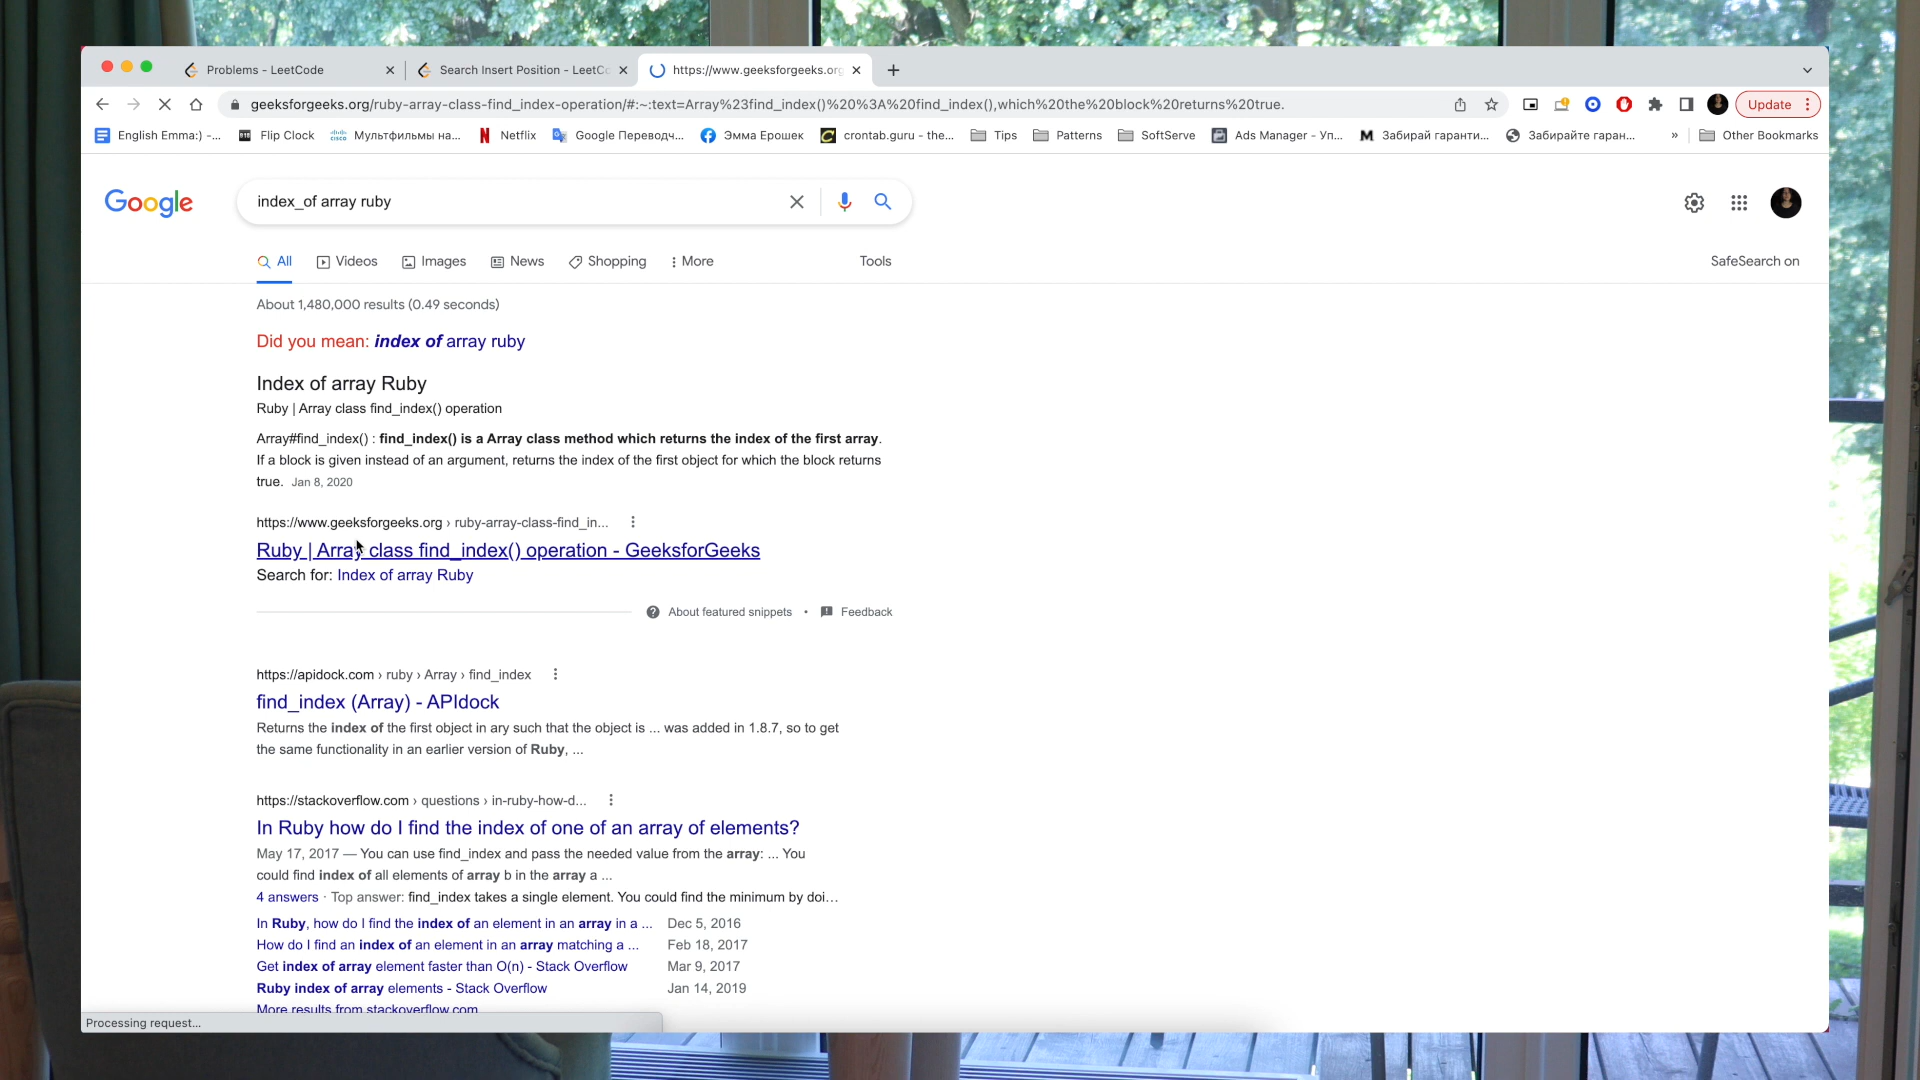 Problems - LeetCode
Search Insert Position - LeetCo
https://www.geeksforgeeks.org
geeksforgeeks.org/ruby-array-class-find_index-operation/#:~:text=Array%23find_index()%20%3A%20find_index(),which%20the%20block%20returns%20true.
Update
English Emma:) -...
Flip Clock
Мультфильмы на...
Netflix
Google Переводч...
Эмма Ерошек
crontab.guru - the...
Tips
Patterns
SoftServe
Ads Manager - Уп...
Забирай гаранти...
Забирайте гаран...
»
Other Bookmarks
Google
index_of array ruby
All
Videos
Images
News
Shopping
More
Tools
SafeSearch on
About 1,480,000 results (0.49 seconds)
Did you mean: index of array ruby
Index of array Ruby
Ruby | Array class find_index() operation
Array#find_index() : find_index() is a Array class method which returns the index of the first array.
If a block is given instead of an argument, returns the index of the first object for which the block returns
true. Jan 8, 2020
https://www.geeksforgeeks.org › ruby-array-class-find_in...
Ruby | Array class find_index() operation - GeeksforGeeks
Search for: Index of array Ruby
About featured snippets • Feedback
https://apidock.com › ruby › Array › find_index
find_index (Array) - APIdock
Returns the index of the first object in ary such that the object is ... was added in 1.8.7, so to get
the same functionality in an earlier version of Ruby, ...
https://stackoverflow.com › questions › in-ruby-how-d...
In Ruby how do I find the index of one of an array of elements?
May 17, 2017 — You can use find_index and pass the needed value from the array: ... You
could find index of all elements of array b in the array a ...
4 answers · Top answer: find_index takes a single element. You could find the minimum by doi...
In Ruby, how do I find the index of an element in an array in a ... Dec 5, 2016
How do I find an index of an element in an array matching a ... Feb 18, 2017
Get index of array element faster than O(n) - Stack Overflow Mar 9, 2017
Ruby index of array elements - Stack Overflow Jan 14, 2019
More results from stackoverflow.com
Processing request...